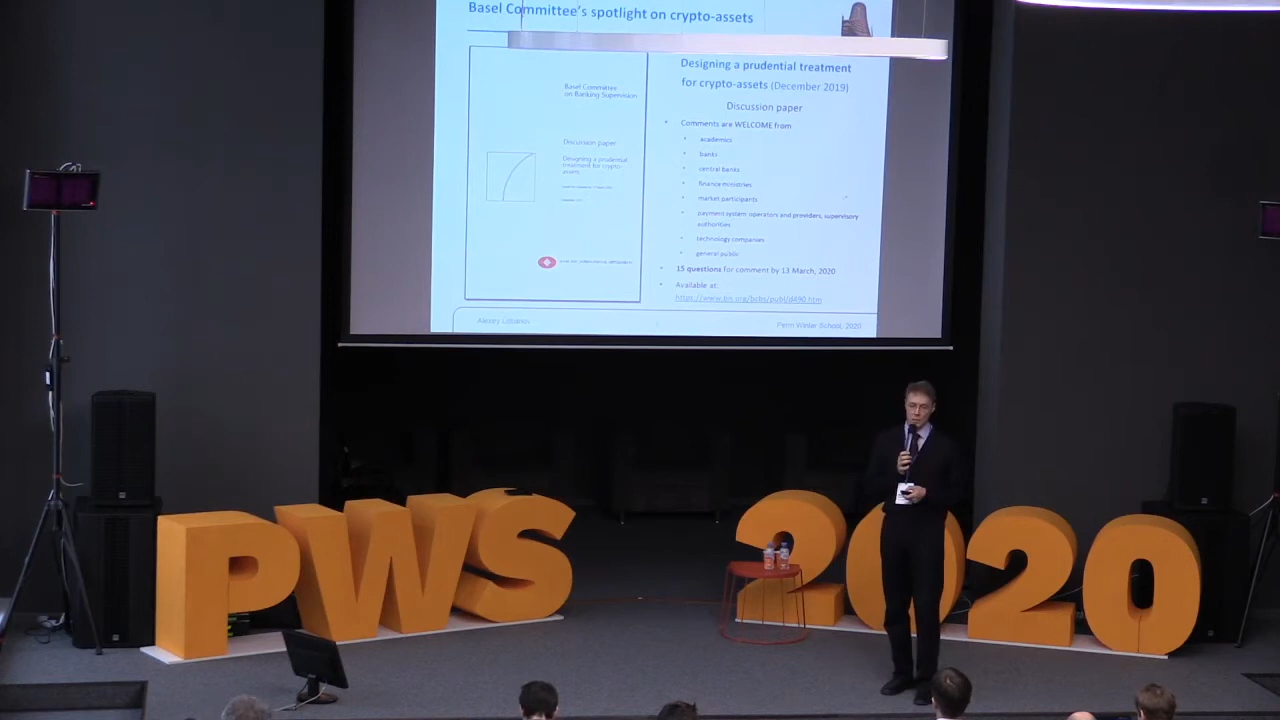 Basel Committee's spotlight on crypto-assets
Basel Committee
on Banking Supervision
Discussion paper
Designing a prudential
treatment for crypto-
assets
Designing a prudential treatment
for crypto-assets (December 2019)
Discussion paper
• Comments are WELCOME from
• academics
• banks
• central banks
• finance ministries
• market participants
• payment system operators and providers, supervisory
authorities
• technology companies
• general public
• 15 questions for comment by 13 March, 2020
• Available at:
https://www.bis.org/bcbs/publ/d490.htm
Perm Winter School, 2020
PWS 2020